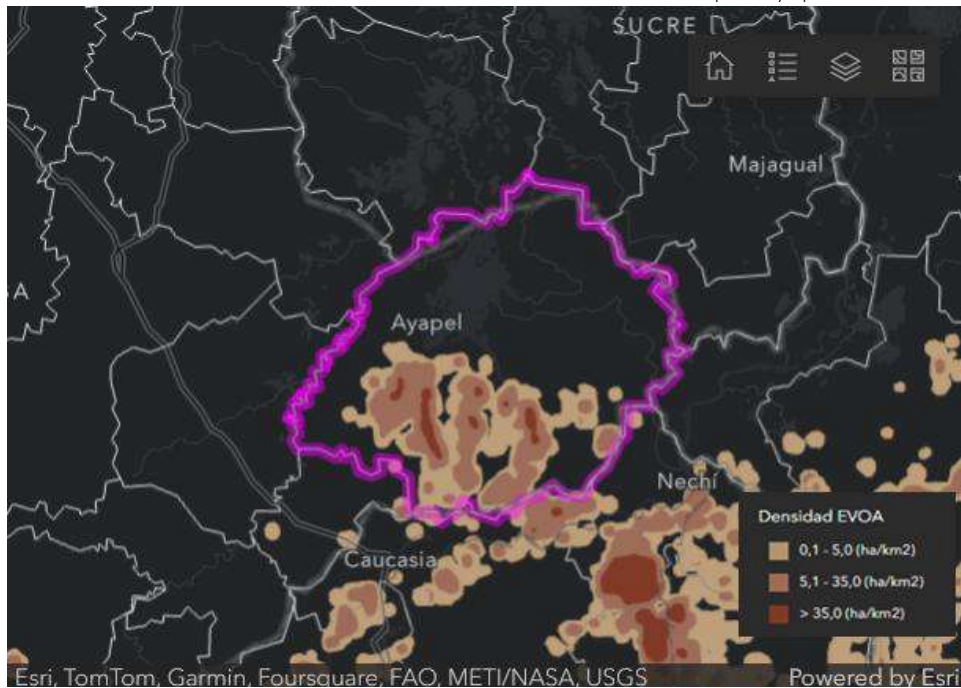 SUCRE
Majagual
A
Ayapel
Nechí
Caucasia
Densidad EVOA
0,1 - 5,0 (ha/km2)
5,1 - 35,0 (ha/km2)
> 35,0 (ha/km2)
Esri, TomTom, Garmin, Foursquare, FAO, METI/NASA, USGS
Powered by Esri